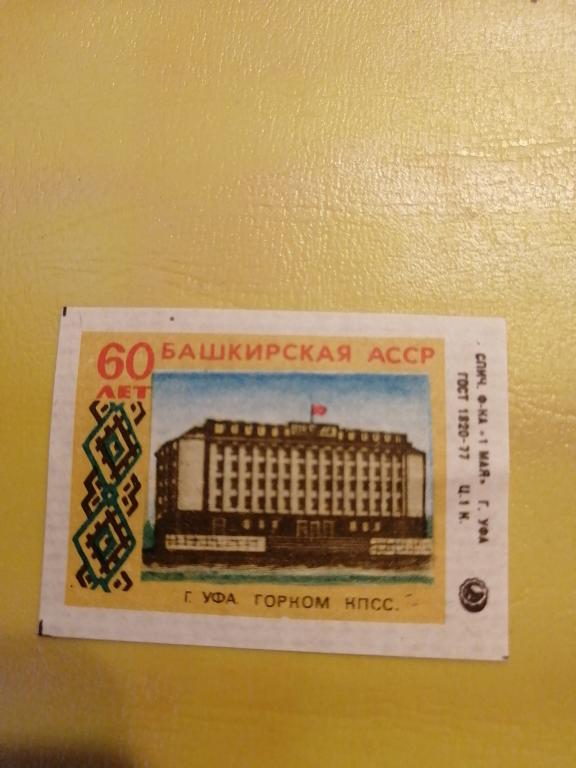 60 БАШКИРСКАЯ АССР
ЛЕТ
Г. УФА. ГОРКОМ КПСС.
СПИЧ. Ф-КА «1 МАЯ» Г. УФА
ГОСТ 1820-77 Ц. 1 К.